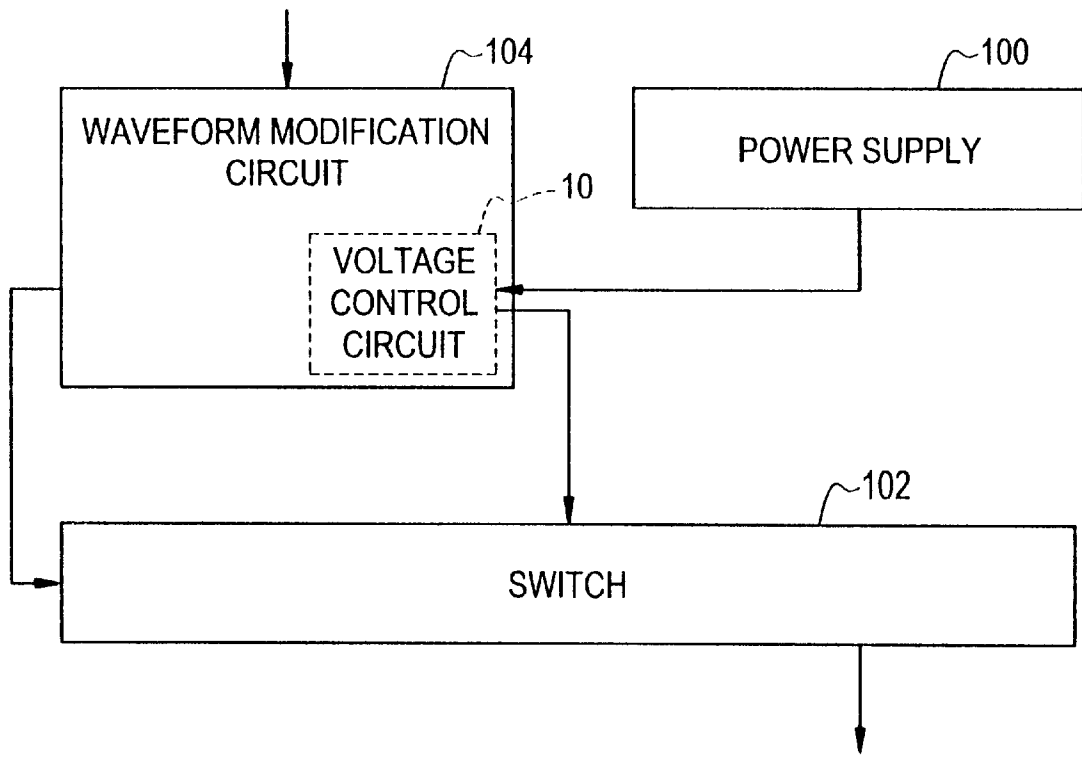 104
WAVEFORM MODIFICATION
CIRCUIT
100
POWER SUPPLY
10
VOLTAGE
CONTROL
CIRCUIT
102
SWITCH